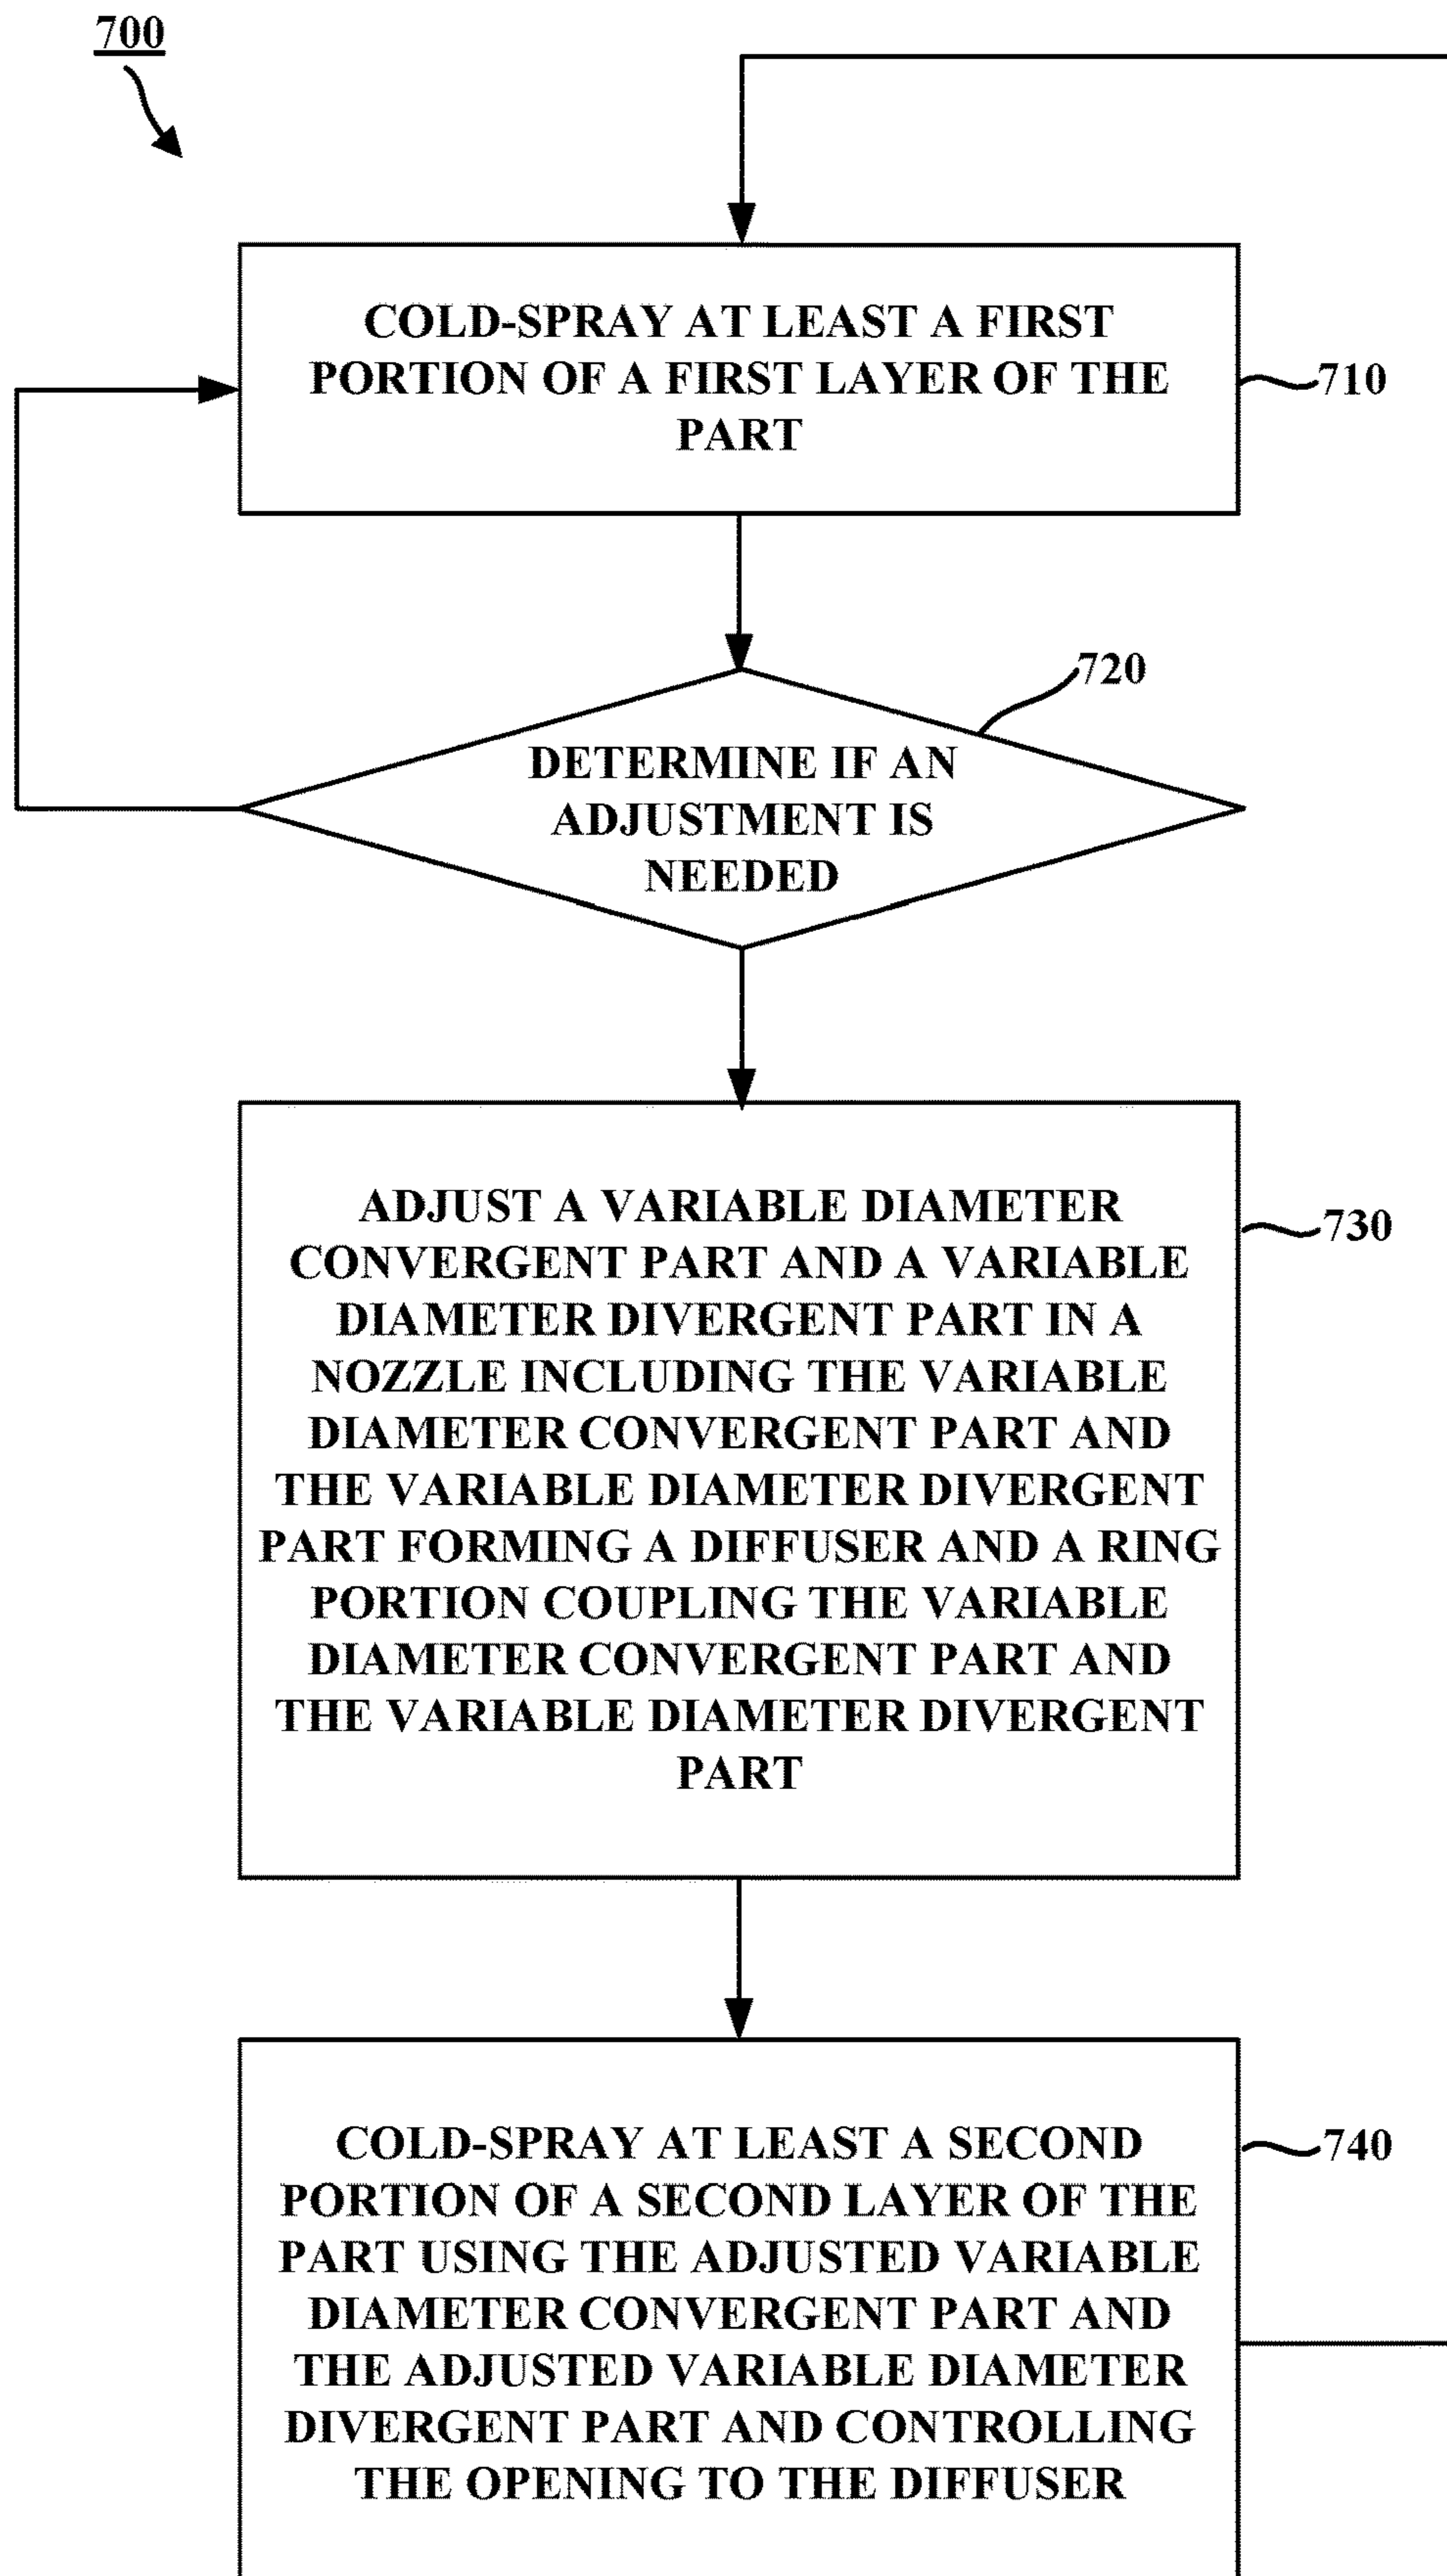 700
COLD-SPRAY AT LEAST A FIRST
PORTION OF A FIRST LAYER OF THE
PART
710
720
DETERMINE IF AN
ADJUSTMENT IS
NEEDED
ADJUST A VARIABLE DIAMETER
CONVERGENT PART AND A VARIABLE
DIAMETER DIVERGENT PART IN A
NOZZLE INCLUDING THE VARIABLE
DIAMETER CONVERGENT PART AND
THE VARIABLE DIAMETER DIVERGENT
PART FORMING A DIFFUSER AND A RING
PORTION COUPLING THE VARIABLE
DIAMETER CONVERGENT PART AND
THE VARIABLE DIAMETER DIVERGENT
PART
730
COLD-SPRAY AT LEAST A SECOND
PORTION OF A SECOND LAYER OF THE
PART USING THE ADJUSTED VARIABLE
DIAMETER CONVERGENT PART AND
THE ADJUSTED VARIABLE DIAMETER
DIVERGENT PART AND CONTROLLING
THE OPENING TO THE DIFFUSER
740